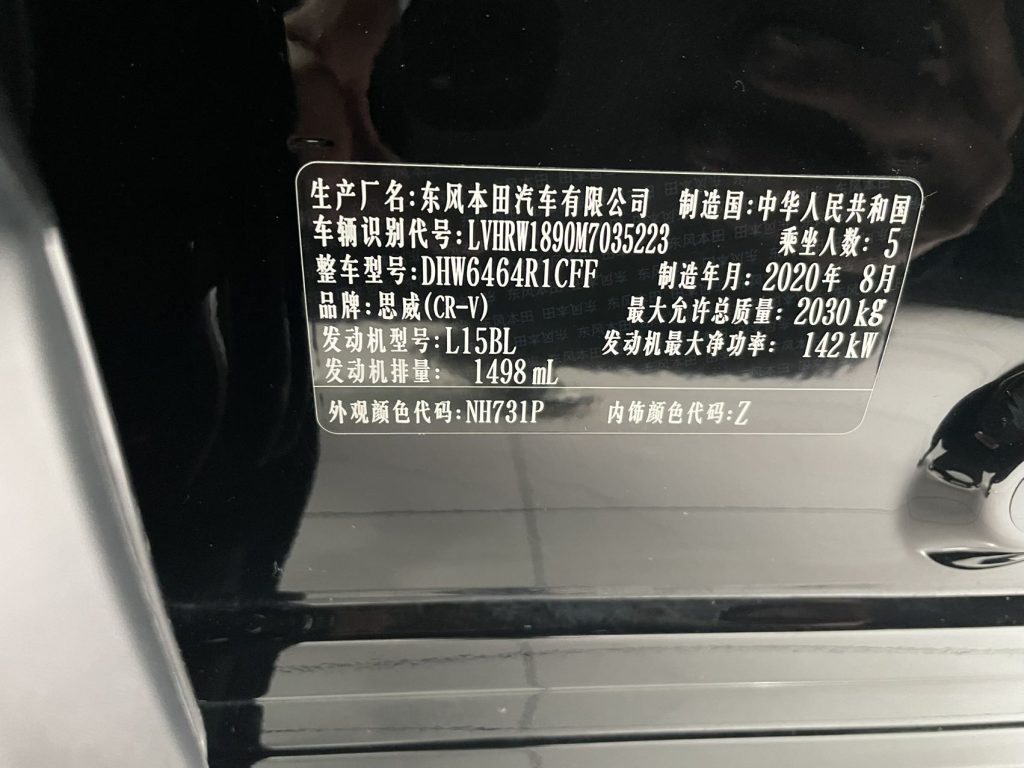 生产厂名:东风本田汽车有限公司 制造国:中华人民共和国
车辆识别代号:LVHRW1890M7035223 乘坐人数: 5
整车型号:DHW6464R1CFF 制造年月: 2020年 8月
品牌:思威(CR-V) 最大允许总质量: 2030 kg
发动机型号:L15BL 发动机最大净功率: 142 kW
发动机排量: 1498 mL
外观颜色代码:NH731P 内饰颜色代码:Z